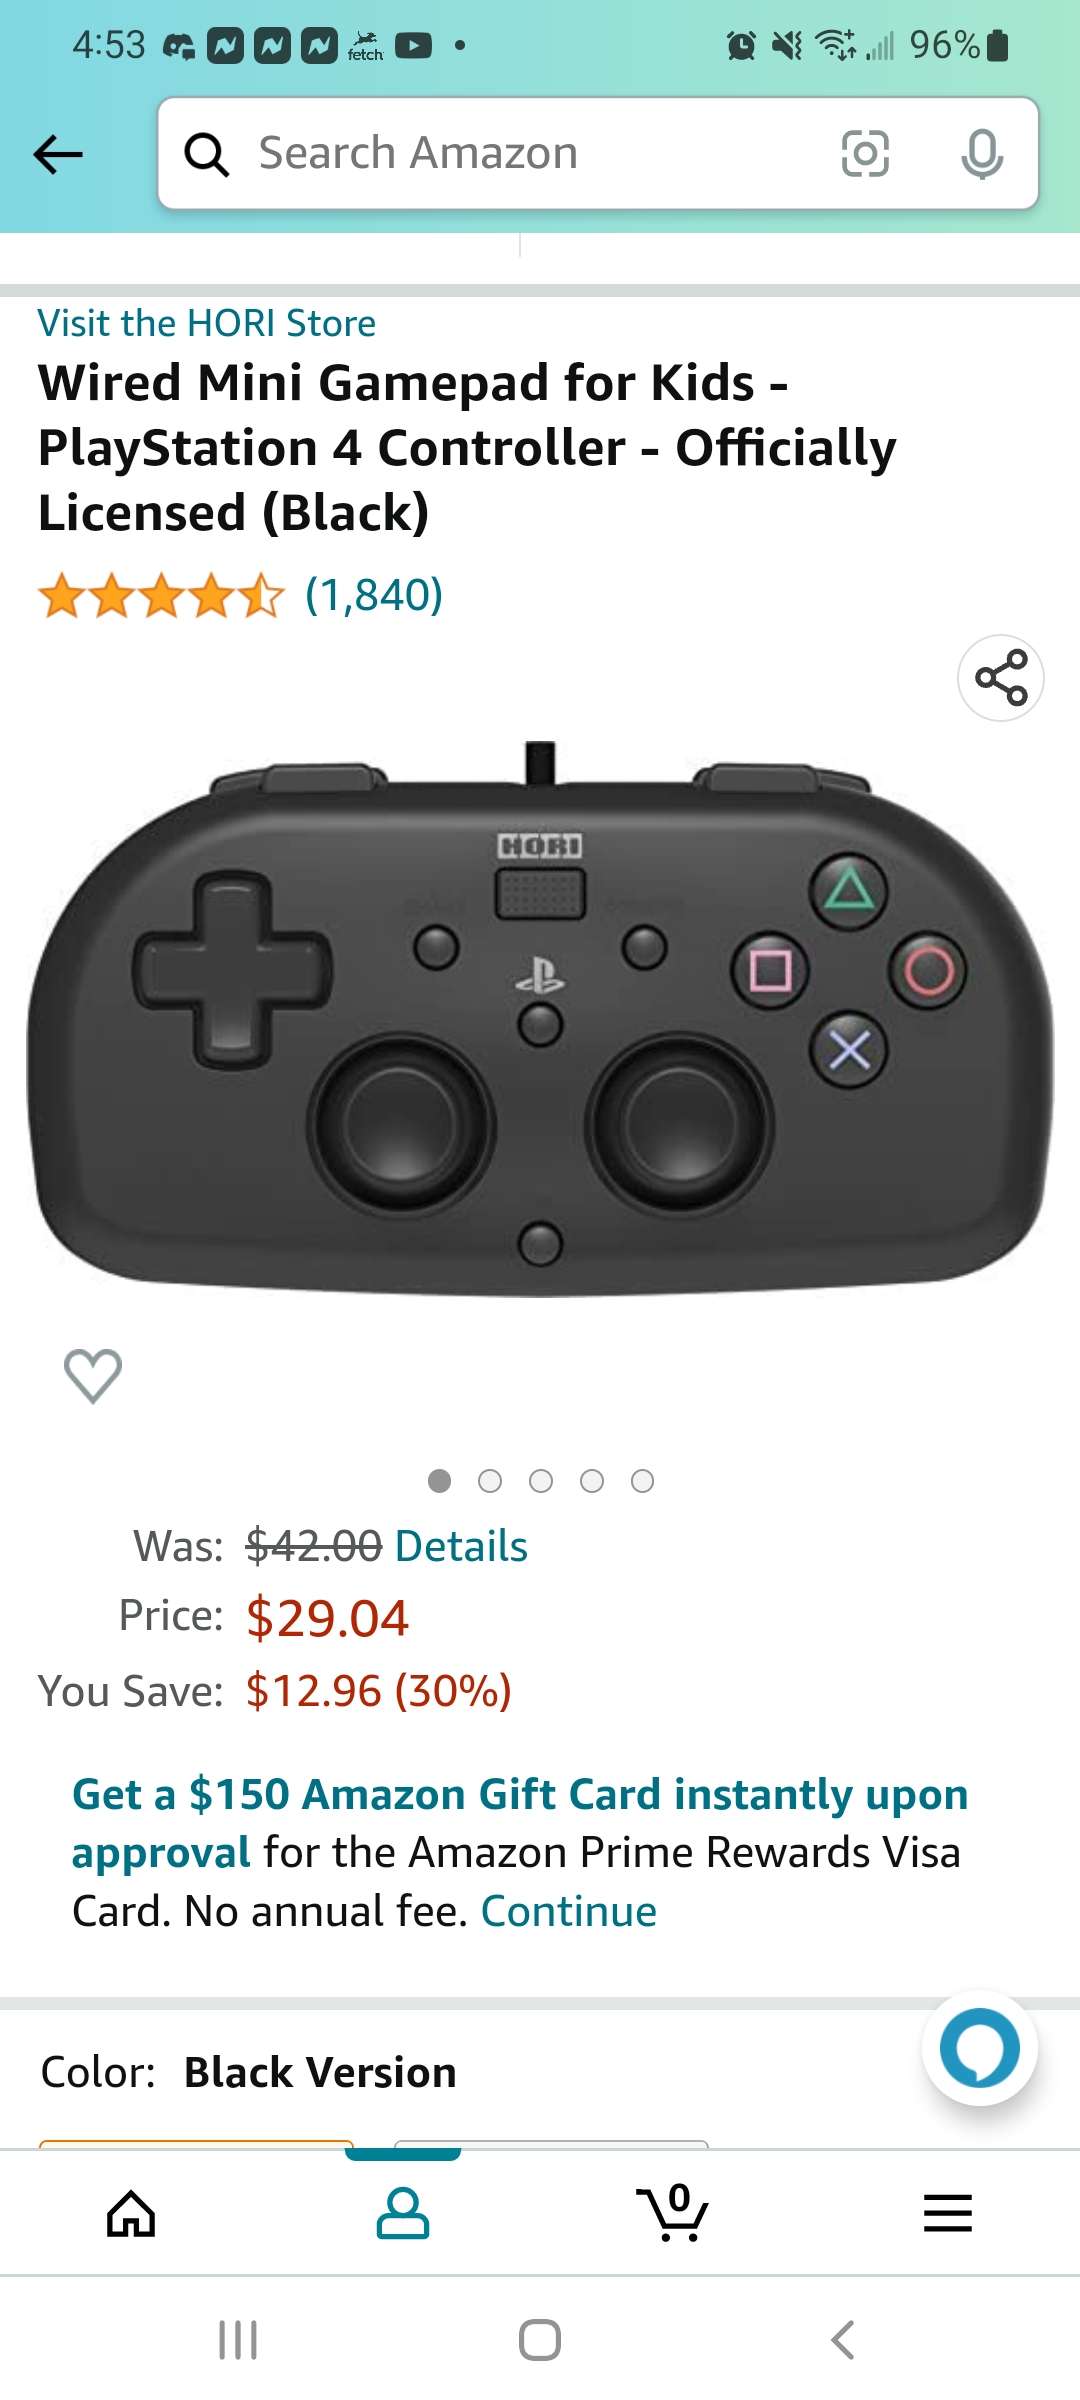 4:53
fetch
96%
Search Amazon
Visit the HORI Store
Wired Mini Gamepad for Kids -
PlayStation 4 Controller - Officially
Licensed (Black)
(1,840)
HORI
Was: $42.00 Details
Price: $29.04
You Save: $12.96 (30%)
Get a $150 Amazon Gift Card instantly upon
approval for the Amazon Prime Rewards Visa
Card. No annual fee. Continue
Color: Black Version
0